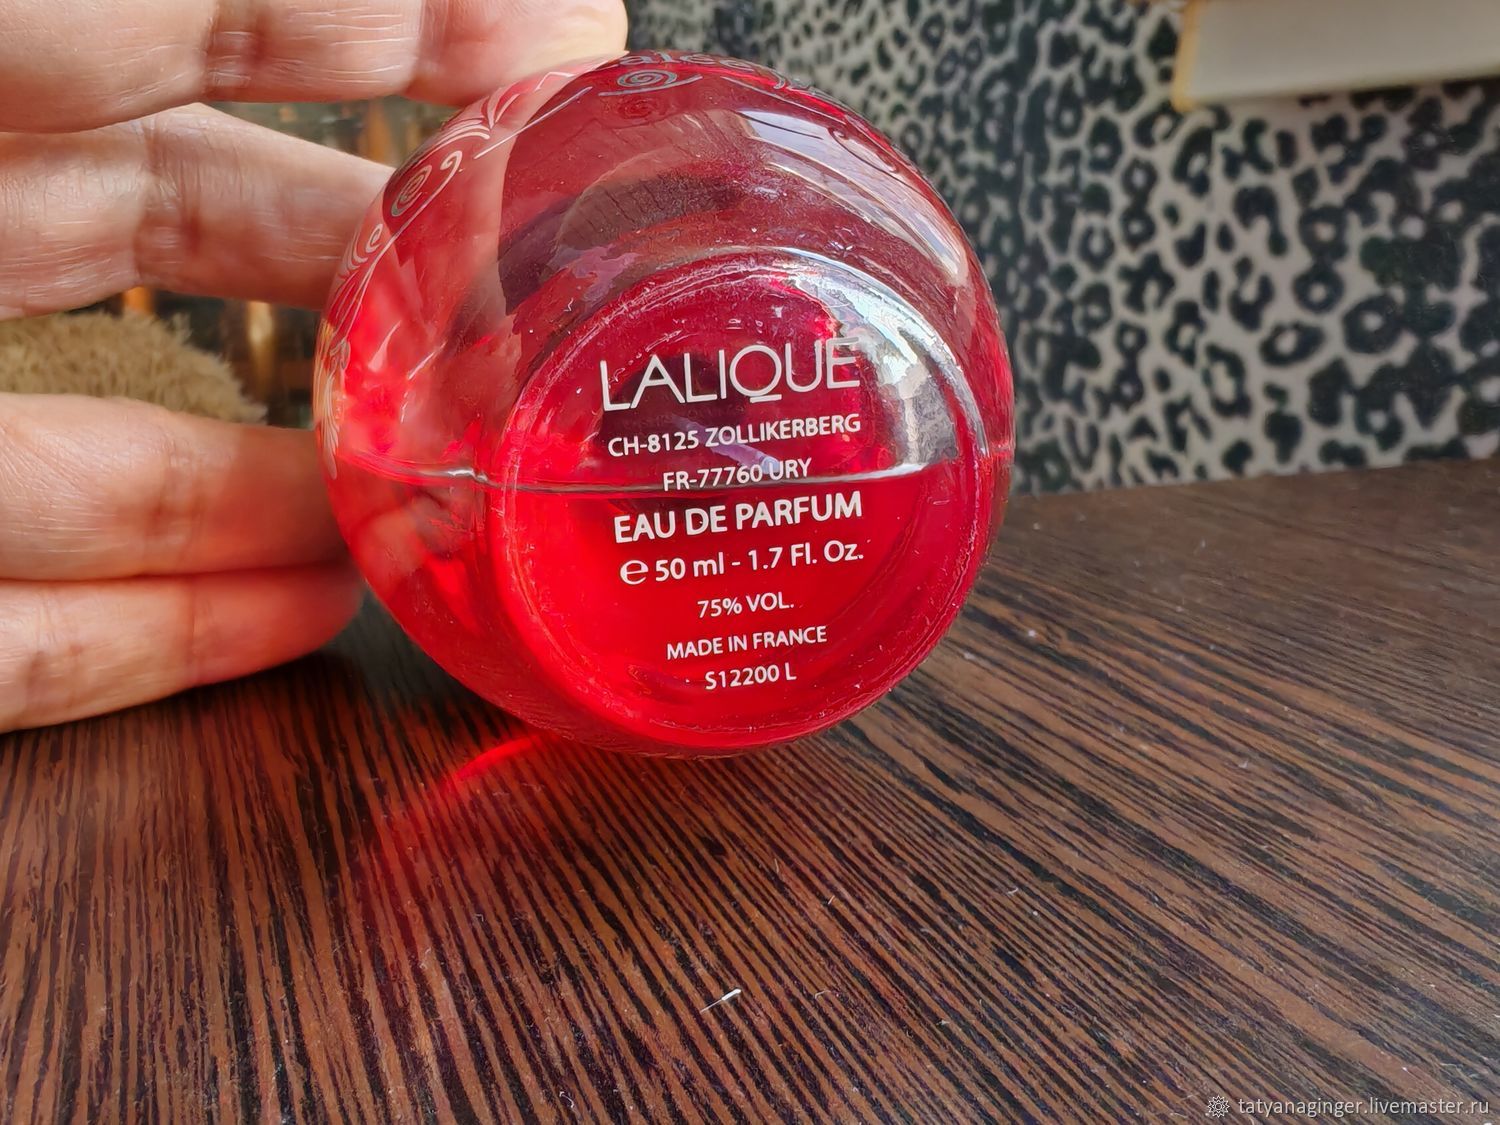 LALIQUE
CH-8125 ZOLLIKERBERG
FR-77760 URY
EAU DE PARFUM
℮ 50 ml - 1.7 Fl. Oz.
75% VOL.
MADE IN FRANCE
S12200 L
tatyanaginger.livemaster.ru